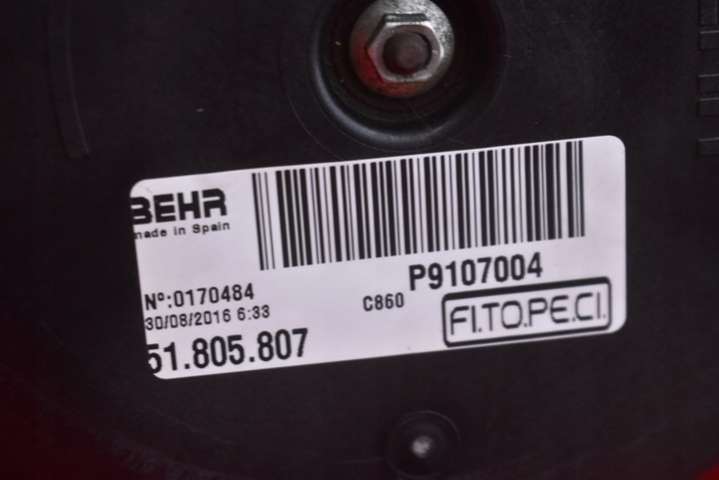 BEHR
made in Spain
P9107004
Nº:0170484
C860
30/08/2016 6:33
FI.TO.PE.CI.
51.805.807